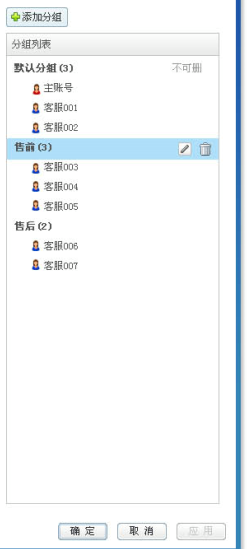 添加分组
分组列表
默认分组(3) 不可删
主账号
客服001
客服002
售前(3)
客服003
客服004
客服005
售后(2)
客服006
客服007
确定 取消 应用